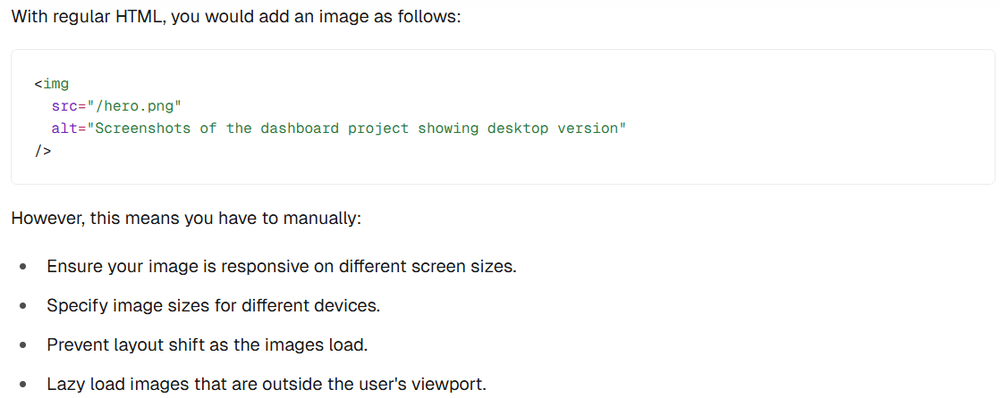 With regular HTML, you would add an image as follows:
<img
src="/hero.png"
alt="Screenshots of the dashboard project showing desktop version"
/>
However, this means you have to manually:
• Ensure your image is responsive on different screen sizes.
• Specify image sizes for different devices.
• Prevent layout shift as the images load.
• Lazy load images that are outside the user's viewport.